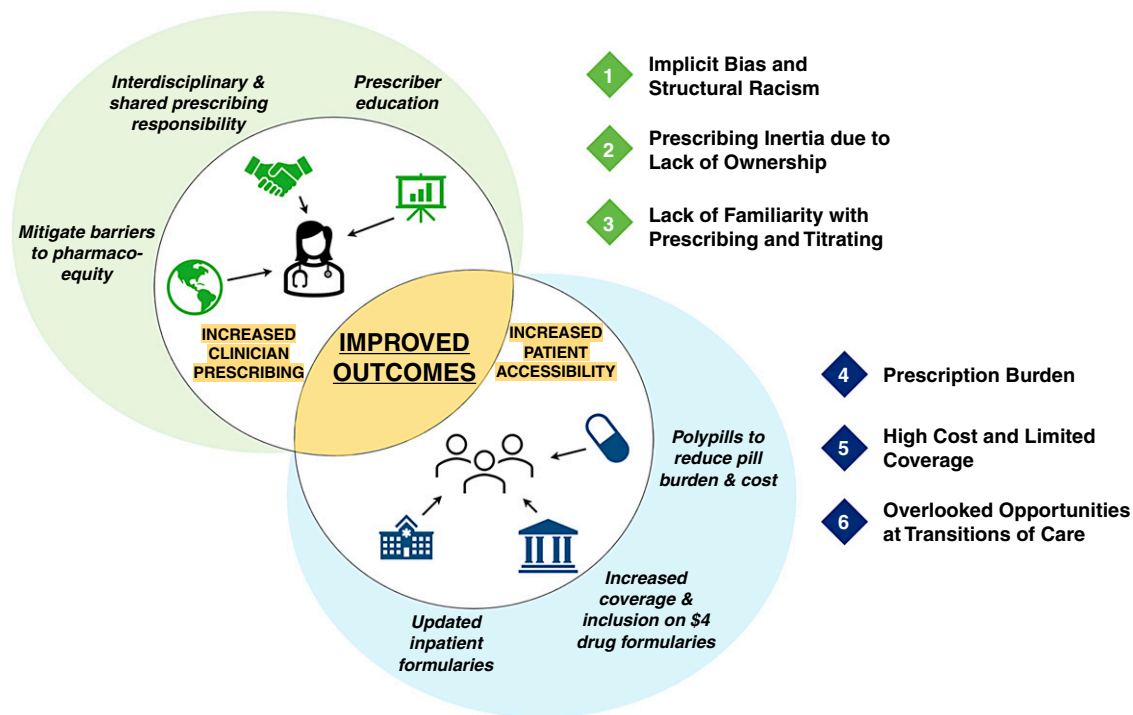 Interdisciplinary &
shared prescribing
responsibility
Prescriber
education
Mitigate barriers
to pharmaco-
equity
INCREASED
CLINICIAN
PRESCRIBING
IMPROVED
OUTCOMES
INCREASED
PATIENT
ACCESSIBILITY
Polypills to
reduce pill
burden & cost
Increased
coverage &
inclusion on $4
drug formularies
Updated
inpatient
formularies
1
Implicit Bias and
Structural Racism
2
Prescribing Inertia due to
Lack of Ownership
3
Lack of Familiarity with
Prescribing and Titrating
4
Prescription Burden
5
High Cost and Limited
Coverage
6
Overlooked Opportunities
at Transitions of Care